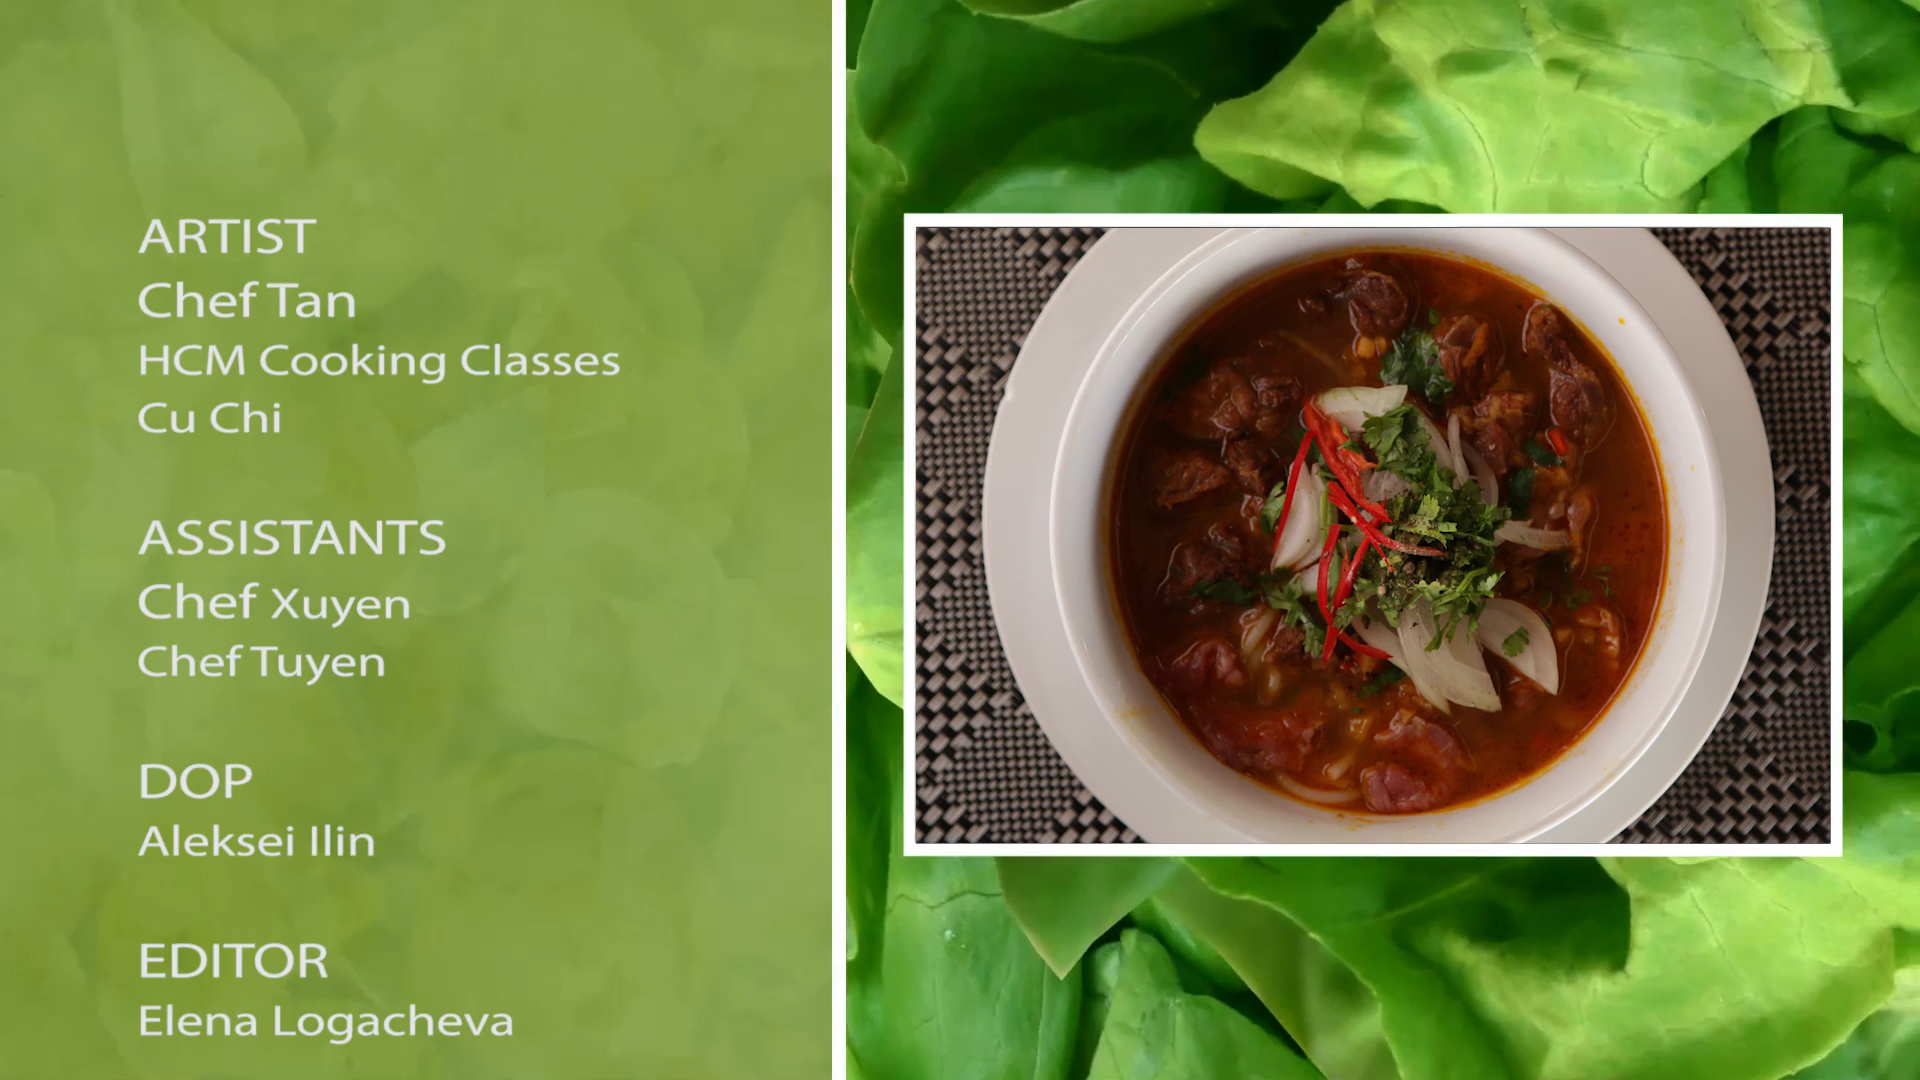 ARTIST
Chef Tan
HCM Cooking Classes
Cu Chi
ASSISTANTS
Chef Xuyen
Chef Tuyen
DOP
Aleksei Ilin
EDITOR
Elena Logacheva